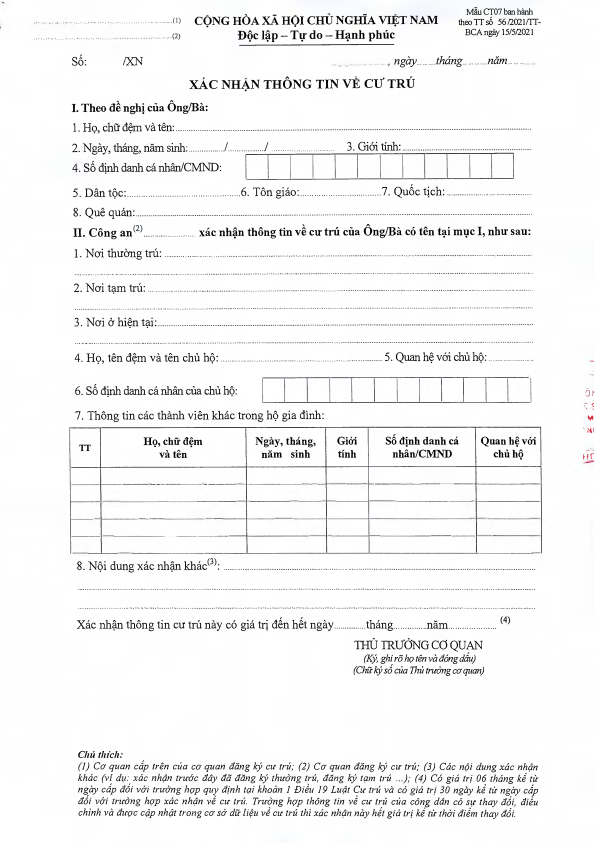 ..........................................(1)
..........................................(2)
CỘNG HÒA XÃ HỘI CHỦ NGHĨA VIỆT NAM
Độc lập – Tự do – Hạnh phúc
Mẫu CT07 ban hành
theo TT số 56/2021/TT-
BCA ngày 15/5/2021
Số: /XN
...................., ngày.......tháng.......năm.......
XÁC NHẬN THÔNG TIN VỀ CƯ TRÚ
I. Theo đề nghị của Ông/Bà:
1. Họ, chữ đệm và tên:..........................................
2. Ngày, tháng, năm sinh:............/............/............ 3. Giới tính:....................
4. Số định danh cá nhân/CMND:
5. Dân tộc:....................6. Tôn giáo:....................7. Quốc tịch:....................
8. Quê quán:..........................................
II. Công an(2).................... xác nhận thông tin về cư trú của Ông/Bà có tên tại mục I, như sau:
1. Nơi thường trú:..........................................
2. Nơi tạm trú:..........................................
3. Nơi ở hiện tại:..........................................
4. Họ, tên đệm và tên chủ hộ:.................... 5. Quan hệ với chủ hộ:....................
6. Số định danh cá nhân của chủ hộ:
7. Thông tin các thành viên khác trong hộ gia đình:
TT Họ, chữ đệm và tên Ngày, tháng, năm sinh Giới tính Số định danh cá nhân/CMND Quan hệ với chủ hộ
8. Nội dung xác nhận khác(3): ..........................................
Xác nhận thông tin cư trú này có giá trị đến hết ngày..........tháng..........năm.......... (4)
THỦ TRƯỞNG CƠ QUAN
(Ký, ghi rõ họ tên và đóng dấu)
(Chữ ký số của Thủ trưởng cơ quan)
Chú thích:
(1) Cơ quan cấp trên của cơ quan đăng ký cư trú; (2) Cơ quan đăng ký cư trú; (3) Các nội dung xác nhận
khác (ví dụ: xác nhận trước đây đã đăng ký thường trú, đăng ký tạm trú ...); (4) Có giá trị 06 tháng kể từ
ngày cấp đối với trường hợp quy định tại khoản 1 Điều 19 Luật Cư trú và có giá trị 30 ngày kể từ ngày cấp
đối với trường hợp xác nhận về cư trú. Trường hợp thông tin về cư trú của công dân có sự thay đổi, điều
chỉnh và được cập nhật trong cơ sở dữ liệu về cư trú thì xác nhận này hết giá trị kể từ thời điểm thay đổi.